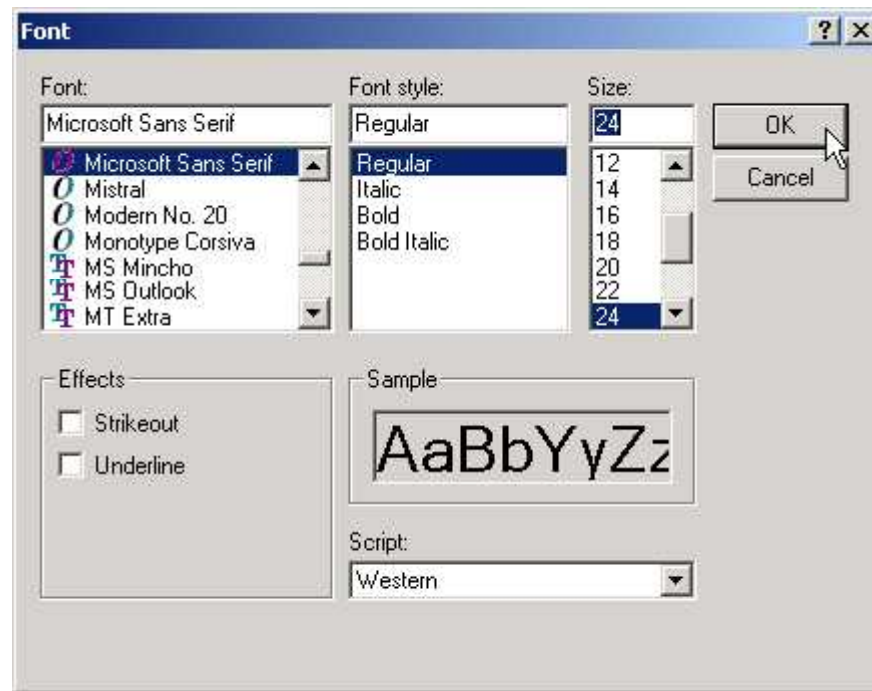 Font
Font: Font style: Size:
Microsoft Sans Serif Regular 24 OK
Microsoft Sans Serif Regular 12
Mistral Italic 14 Cancel
Modern No. 20 Bold 16
Monotype Corsiva Bold Italic 18
MS Mincho 20
MS Outlook 22
MT Extra 24
Effects Sample
Strikeout
Underline
AaBbYyZz
Script:
Western